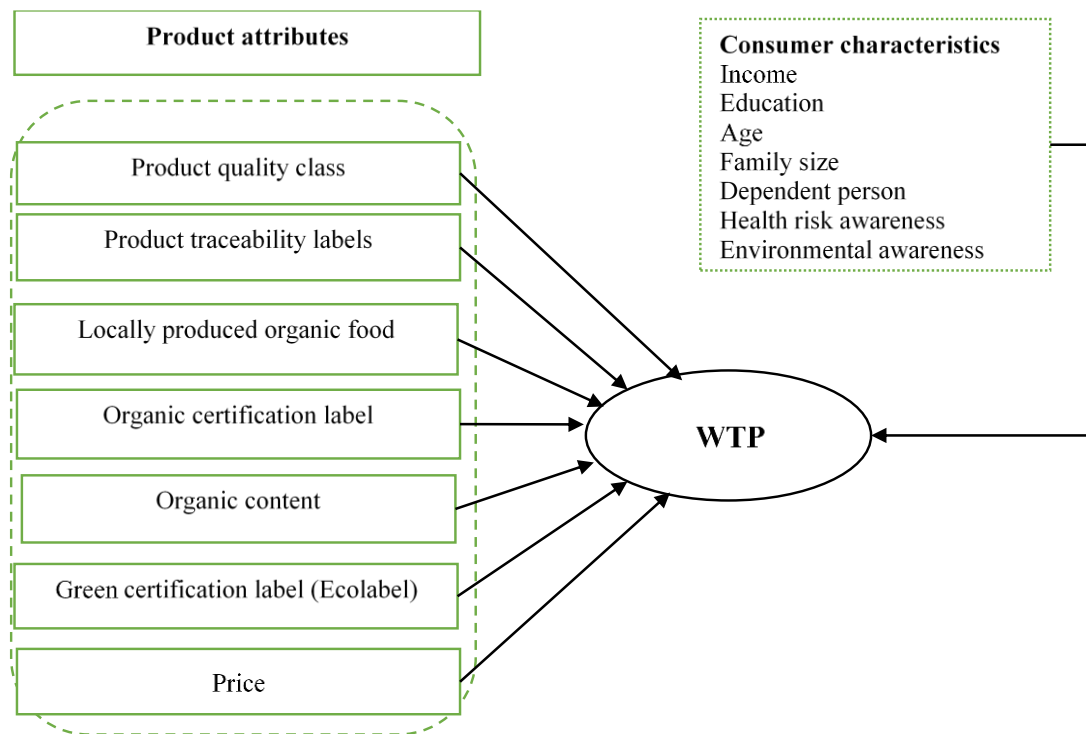 Product attributes
Product quality class
Product traceability labels
Locally produced organic food
Organic certification label
Organic content
Green certification label (Ecolabel)
Price
WTP
Consumer characteristics
Income
Education
Age
Family size
Dependent person
Health risk awareness
Environmental awareness